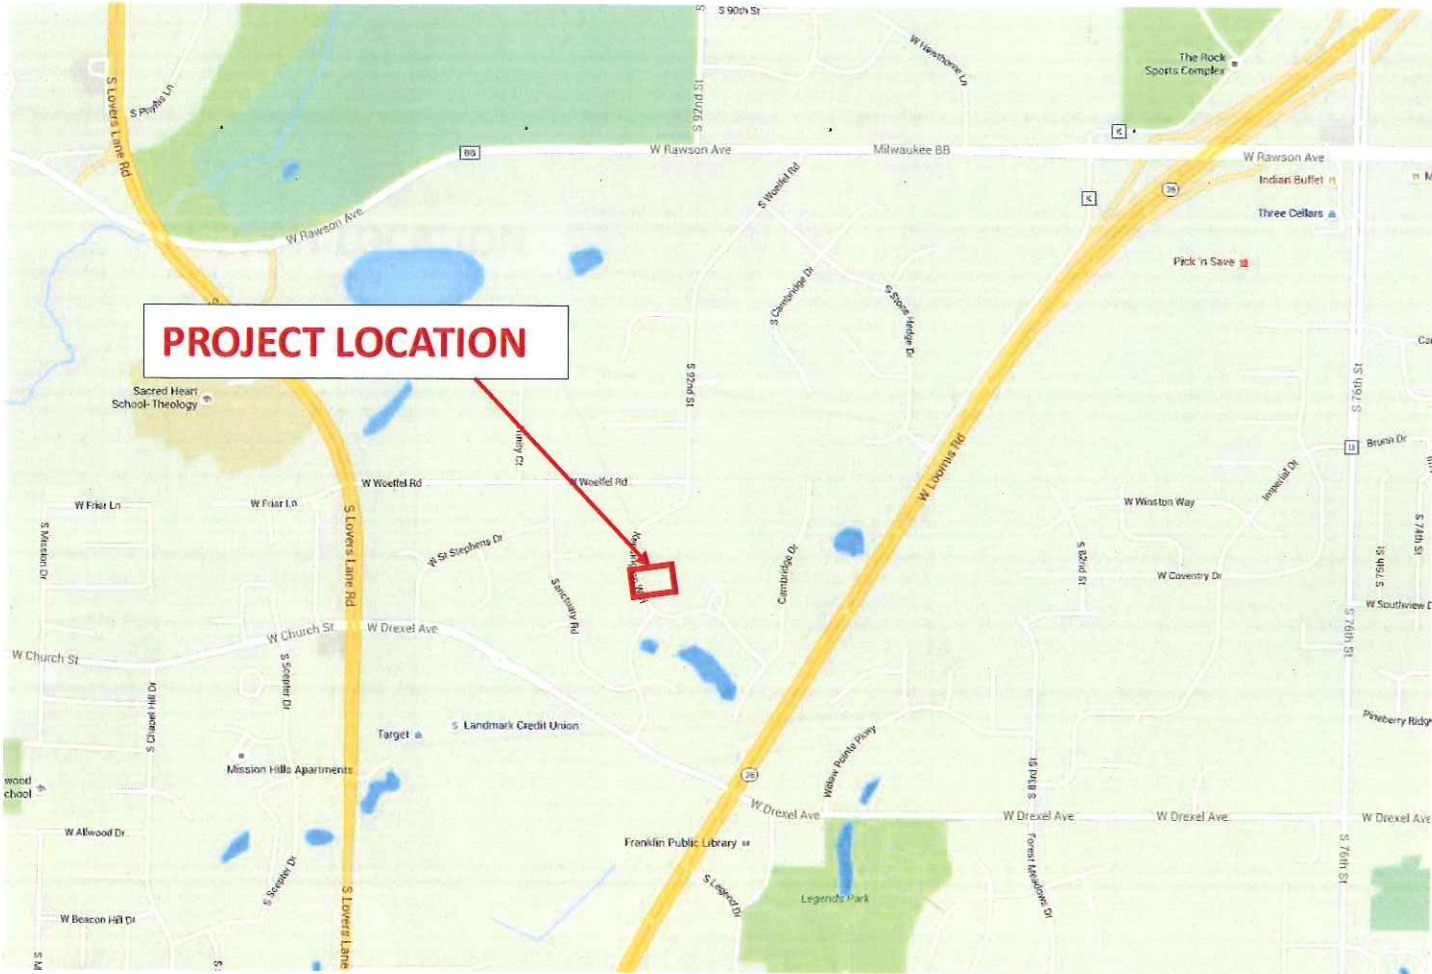 S 90th St
W Hawthorne Ln
The Rock
Sports Complex
S Phyllis Ln
S Lovers Lane Rd
S 92nd St
K
BB
W Rawson Ave
Milwaukee BB
W Rawson Ave
36
Indian Buffet
Three Cellars
K
S Woelfel Rd
W Rawson Ave
Pick 'n Save
S Cambridge Dr
S Stone Hedge Dr
PROJECT LOCATION
Sacred Heart
School-Theology
S 92nd St
S 76th St
U
Bruna Dr
W Loomis Rd
Imperial Dr
W Woelfel Rd
W Woelfel Rd
W Friar Ln
W Friar Ln
W Winston Way
S Mission Dr
S Lovers Lane Rd
W St Stephens Dr
Sanctuary Rd
Cambridge Dr
S 82nd St
W Coventry Dr
S 75th St
S 74th St
W Southview D
W Church St
W Drexel Ave
W Church St
S 76th St
S Scepter Dr
S Chapel Hill Dr
Target
Landmark Credit Union
Pineberry Ridg
Mission Hills Apartments
Willow Pointe Pkwy
S 83rd St
36
wood
chool
W Drexel Ave
W Drexel Ave
W Drexel Ave
W Drexel Ave
W Allwood Dr
Franklin Public Library
Forest Meadows Dr
S 76th St
S Scepter Dr
S Legend Dr
Legends Park
W Beacon Hill Dr
S Lovers Lane
S M